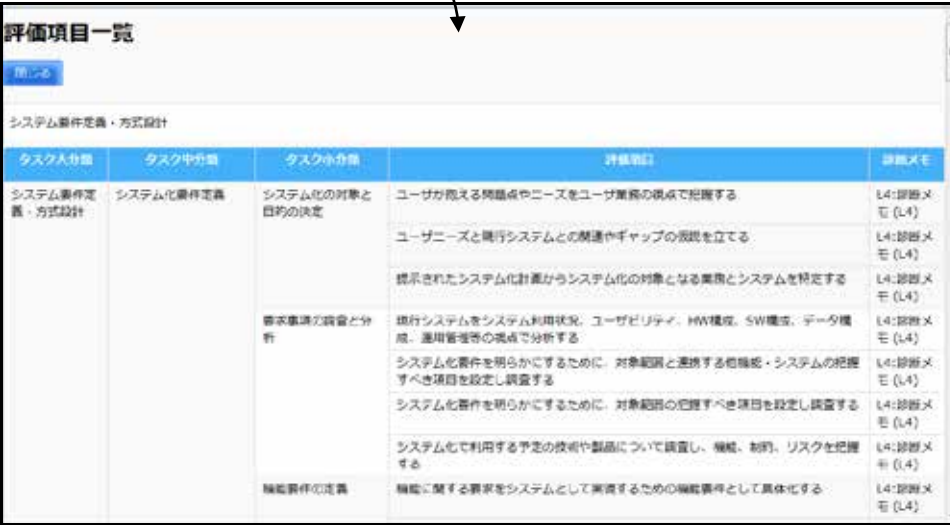 評価項目一覧
閉じる
システム要件定義・方式設計
タスク大分類 タスク中分類 タスク小分類 評価項目 診断メモ
システム要件定
義・方式設計
システム化要件定義
システム化の対象と
目的の決定
ユーザが抱える問題点やニーズをユーザ業務の視点で把握する
L4:診断メ
モ (L4)
ユーザニーズと現行システムとの関連やギャップの仮説を立てる
L4:診断メ
モ (L4)
提示されたシステム化計画からシステム化の対象となる業務とシステムを特定する
L4:診断メ
モ (L4)
要求事項の調査と分
析
現行システムをシステム利用状況、ユーザビリティ、HW構成、SW構成、データ構
成、運用管理等の視点で分析する
L4:診断メ
モ (L4)
システム化要件を明らかにするために、対象範囲と連携する他機能・システムの把握
すべき項目を設定し調査する
L4:診断メ
モ (L4)
システム化要件を明らかにするために、対象範囲の把握すべき項目を設定し調査する
L4:診断メ
モ (L4)
システム化で利用する予定の技術や製品について調査し、機能、制約、リスクを把握
する
L4:診断メ
モ (L4)
機能要件の定義
機能に関する要求をシステムとして実現するための機能要件として具体化する
L4:診断メ
モ (L4)